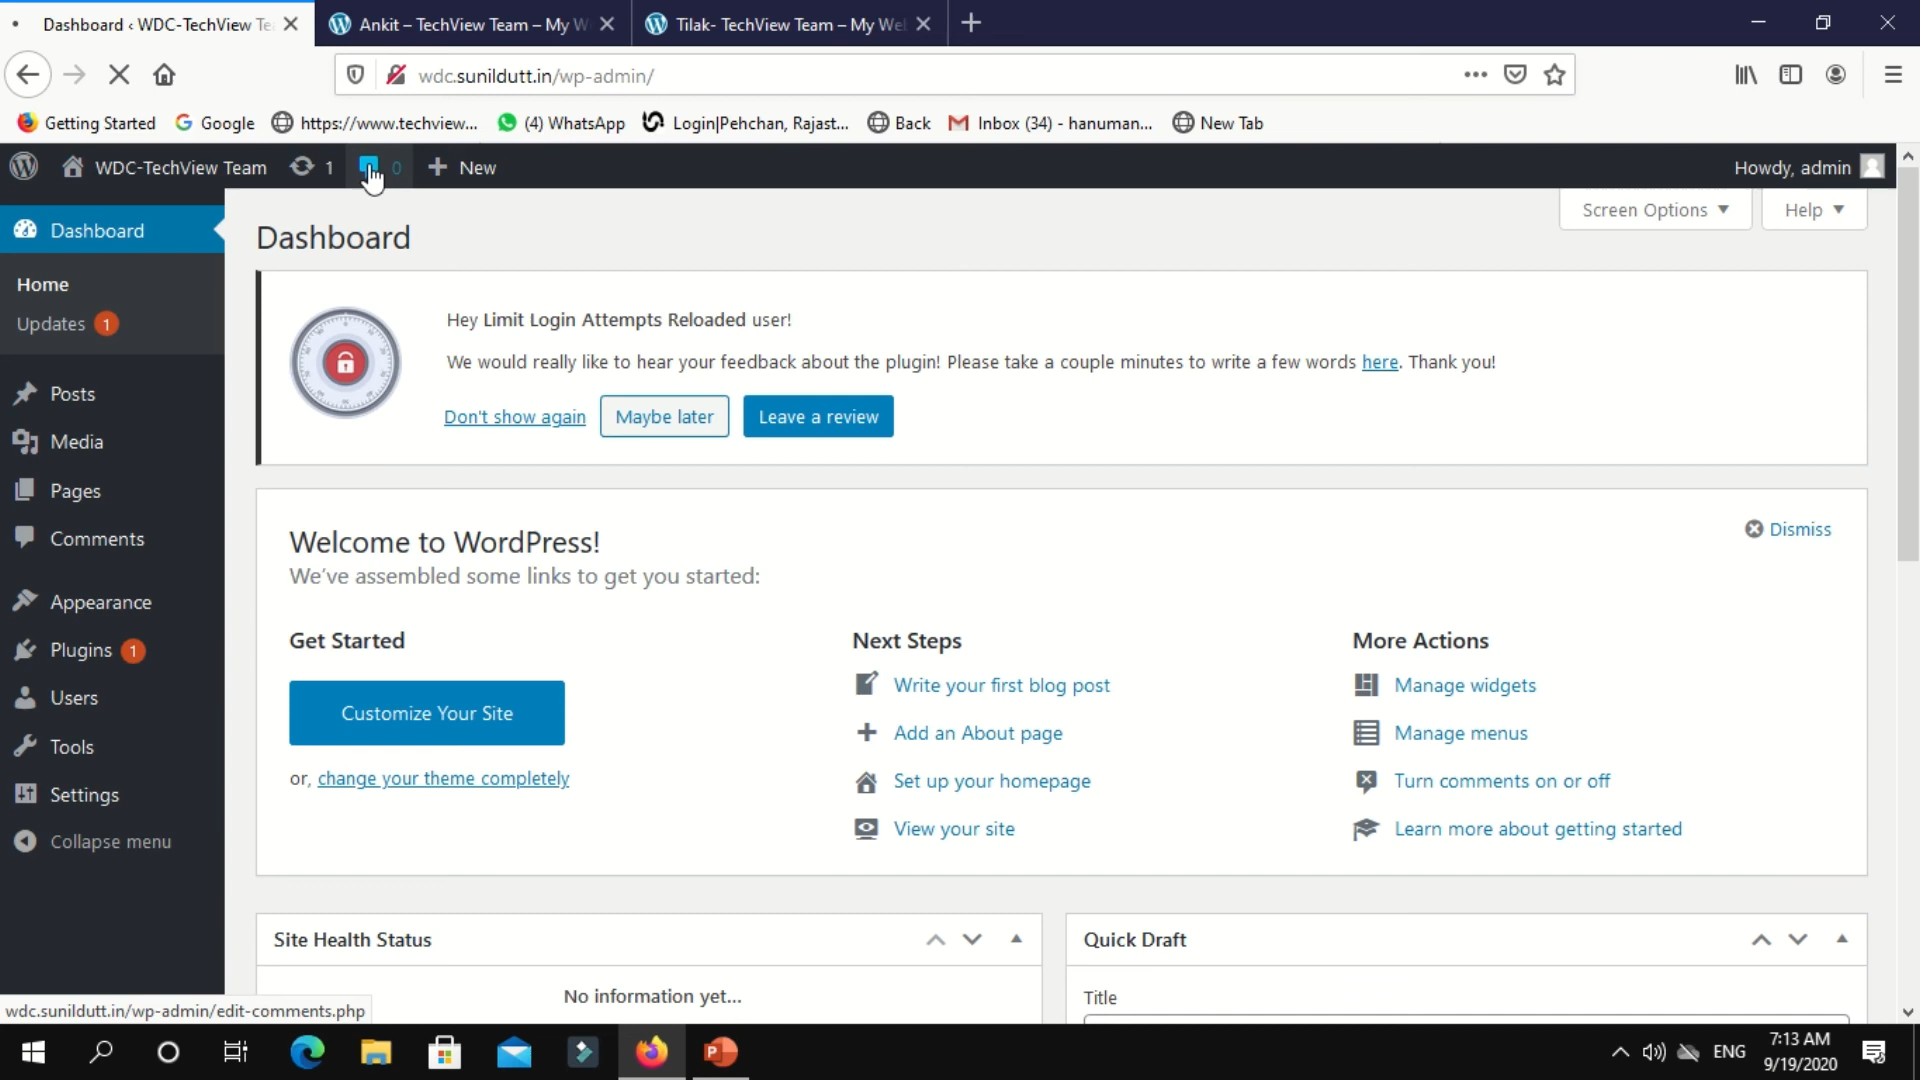 Dashboard ‹ WDC-TechView Te
Ankit – TechView Team – My W
Tilak- TechView Team – My Wel
wdc.sunildutt.in/wp-admin/
Getting Started
Google
https://www.techview...
(4) WhatsApp
Login|Pehchan, Rajast...
Back
Inbox (34) - hanuman...
New Tab
WDC-TechView Team
1
0
New
Howdy, admin
Screen Options
Help
Dashboard
Home
Updates 1
Posts
Media
Pages
Comments
Appearance
Plugins 1
Users
Tools
Settings
Collapse menu
Dashboard
Hey Limit Login Attempts Reloaded user!
We would really like to hear your feedback about the plugin! Please take a couple minutes to write a few words here. Thank you!
Don't show again
Maybe later
Leave a review
Welcome to WordPress!
Dismiss
We've assembled some links to get you started:
Get Started
Customize Your Site
or, change your theme completely
Next Steps
Write your first blog post
Add an About page
Set up your homepage
View your site
More Actions
Manage widgets
Manage menus
Turn comments on or off
Learn more about getting started
Site Health Status
No information yet...
Quick Draft
Title
wdc.sunildutt.in/wp-admin/edit-comments.php
ENG
7:13 AM
9/19/2020